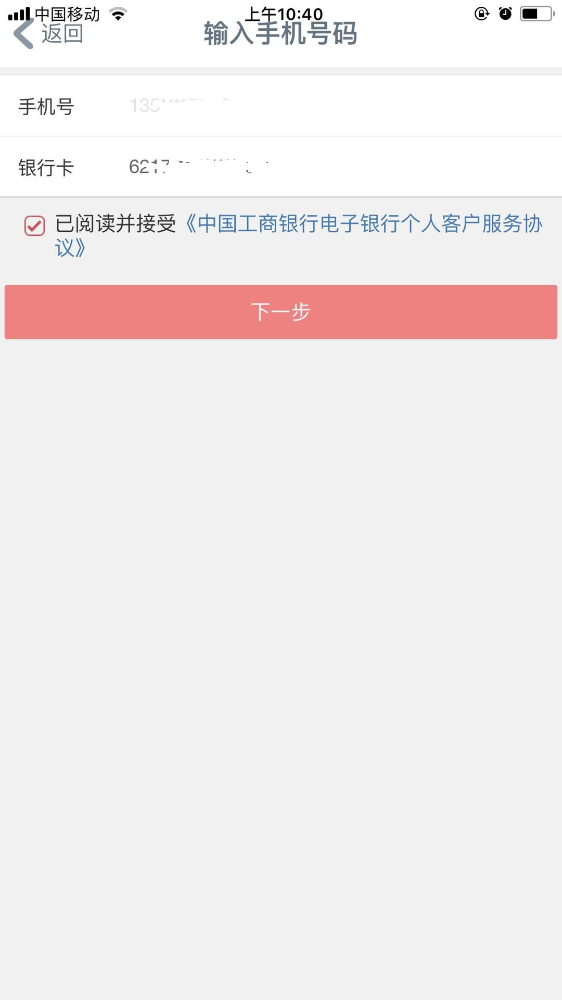 中国移动
上午10:40
返回
输入手机号码
手机号 135
银行卡 6217
已阅读并接受《中国工商银行电子银行个人客户服务协
议》
下一步